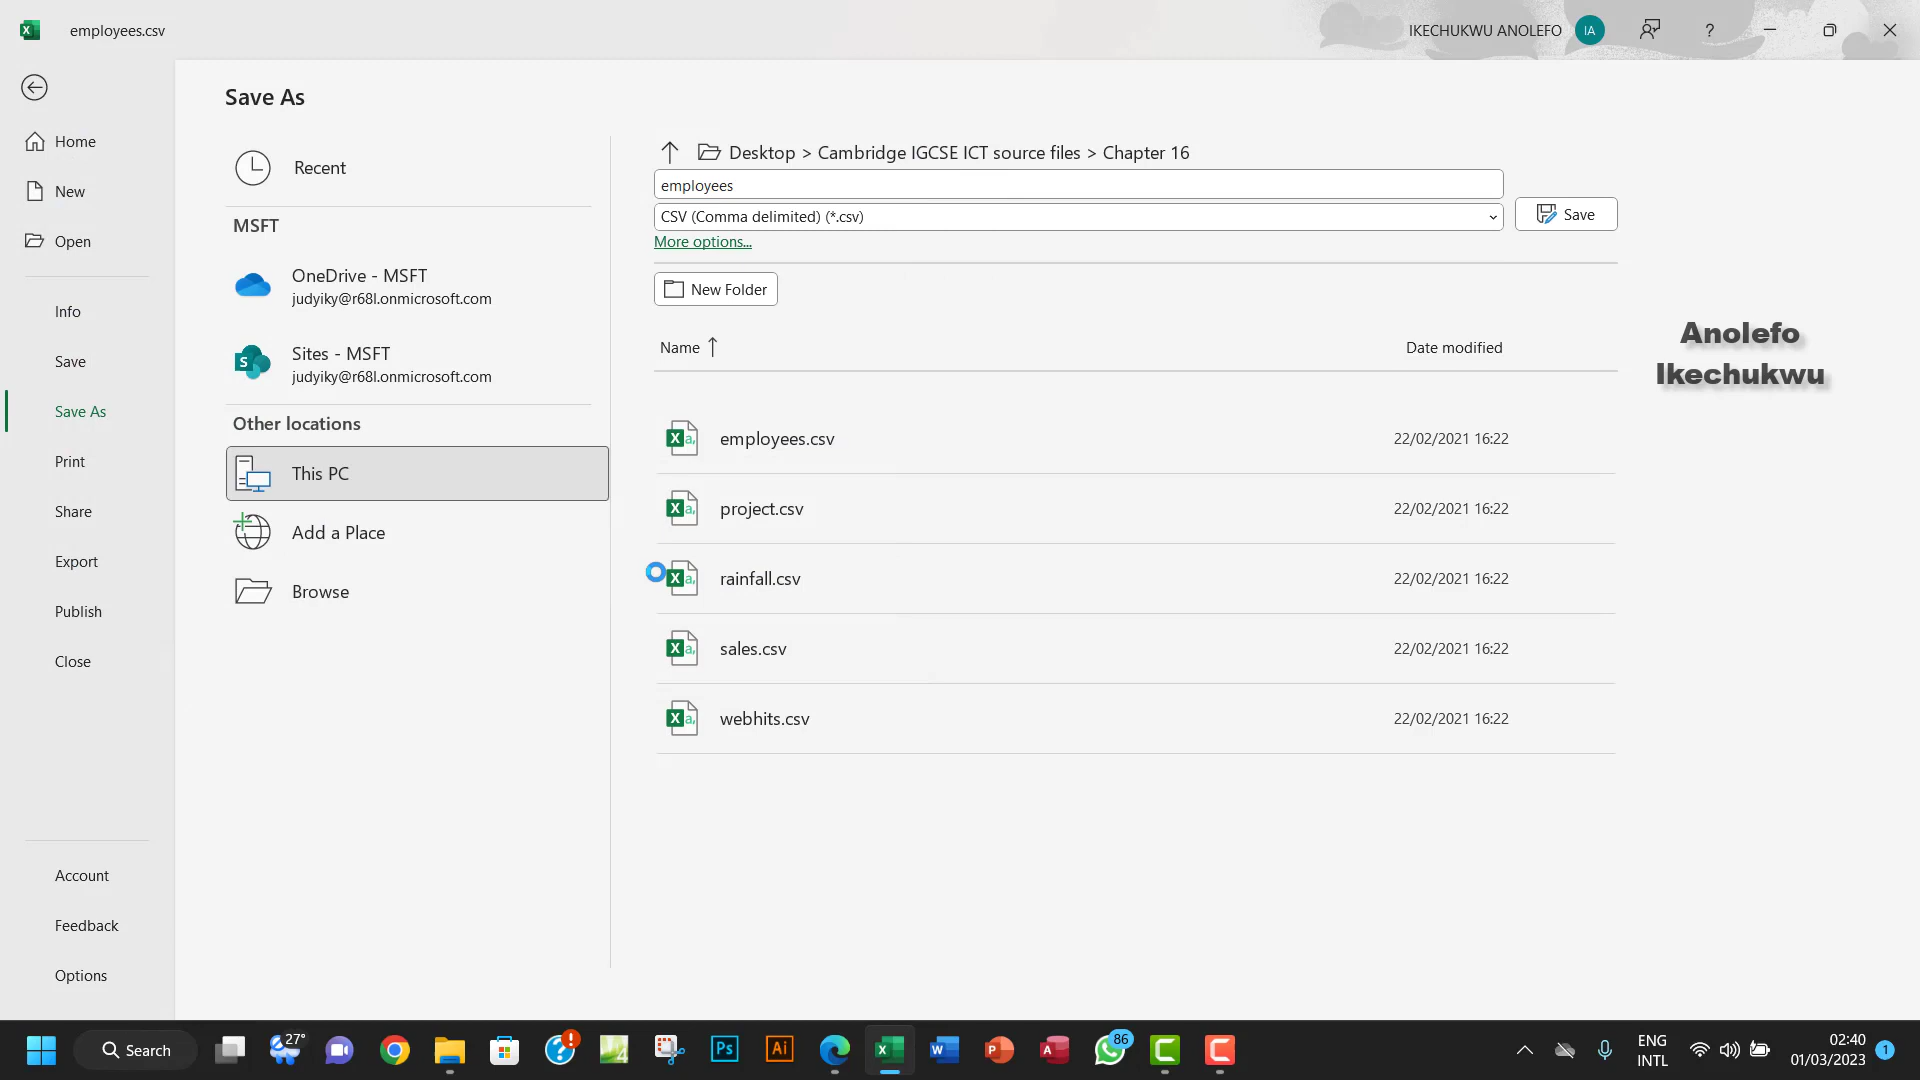 employees.csv
IKECHUKWU ANOLEFO
IA
?
Save As
Home
New
Open
Info
Save
Save As
Print
Share
Export
Publish
Close
Account
Feedback
Options
Recent
MSFT
OneDrive - MSFT
judyiky@r68l.onmicrosoft.com
Sites - MSFT
judyiky@r68l.onmicrosoft.com
Other locations
This PC
Add a Place
Browse
Desktop > Cambridge IGCSE ICT source files > Chapter 16
employees
CSV (Comma delimited) (*.csv)
Save
More options...
New Folder
Name
Date modified
employees.csv 22/02/2021 16:22
project.csv 22/02/2021 16:22
rainfall.csv 22/02/2021 16:22
sales.csv 22/02/2021 16:22
webhits.csv 22/02/2021 16:22
Anolefo
Ikechukwu
Search
27°
Ps
Ai
86
ENG
INTL
02:40
01/03/2023
1